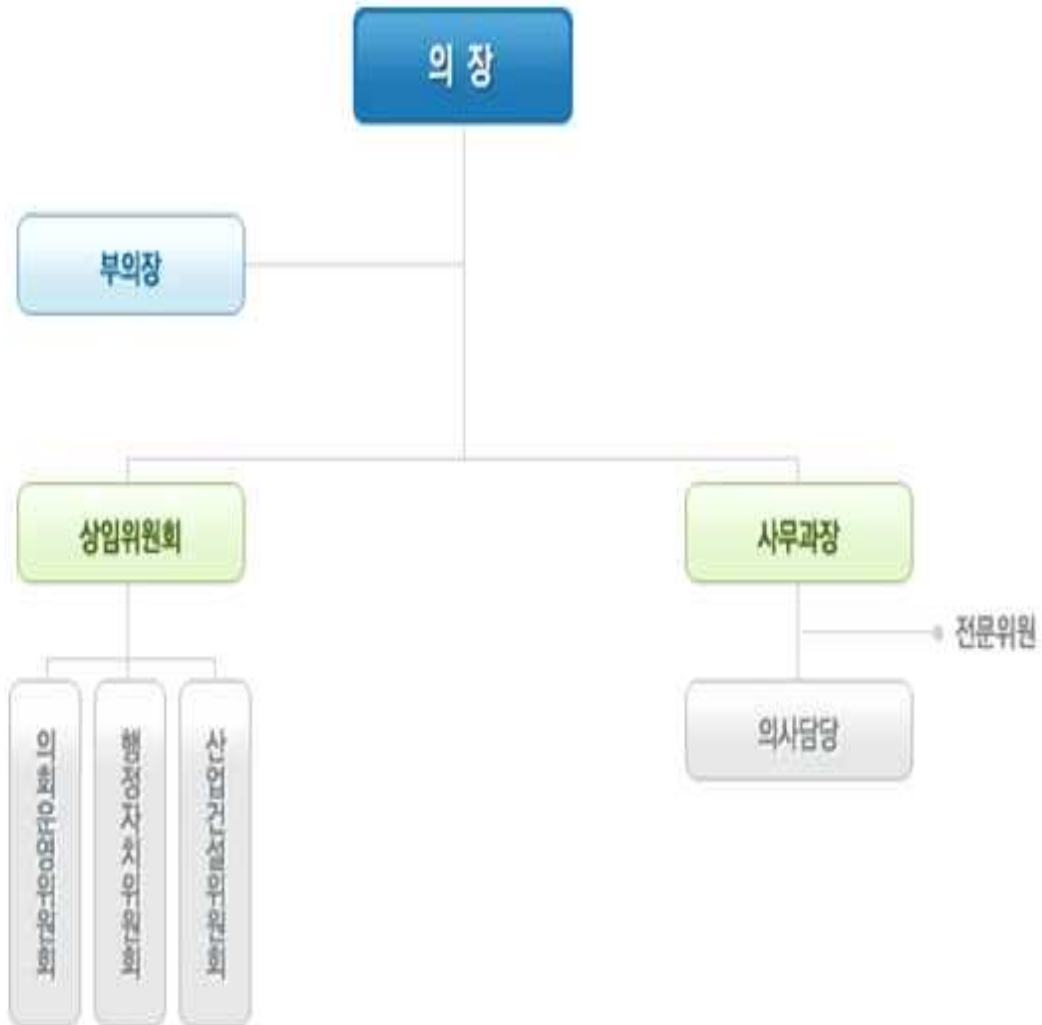 의 장
부의장
상임위원회
사무과장
전문위원
의사담당
의회운영위원회
행정자치위원회
산업건설위원회